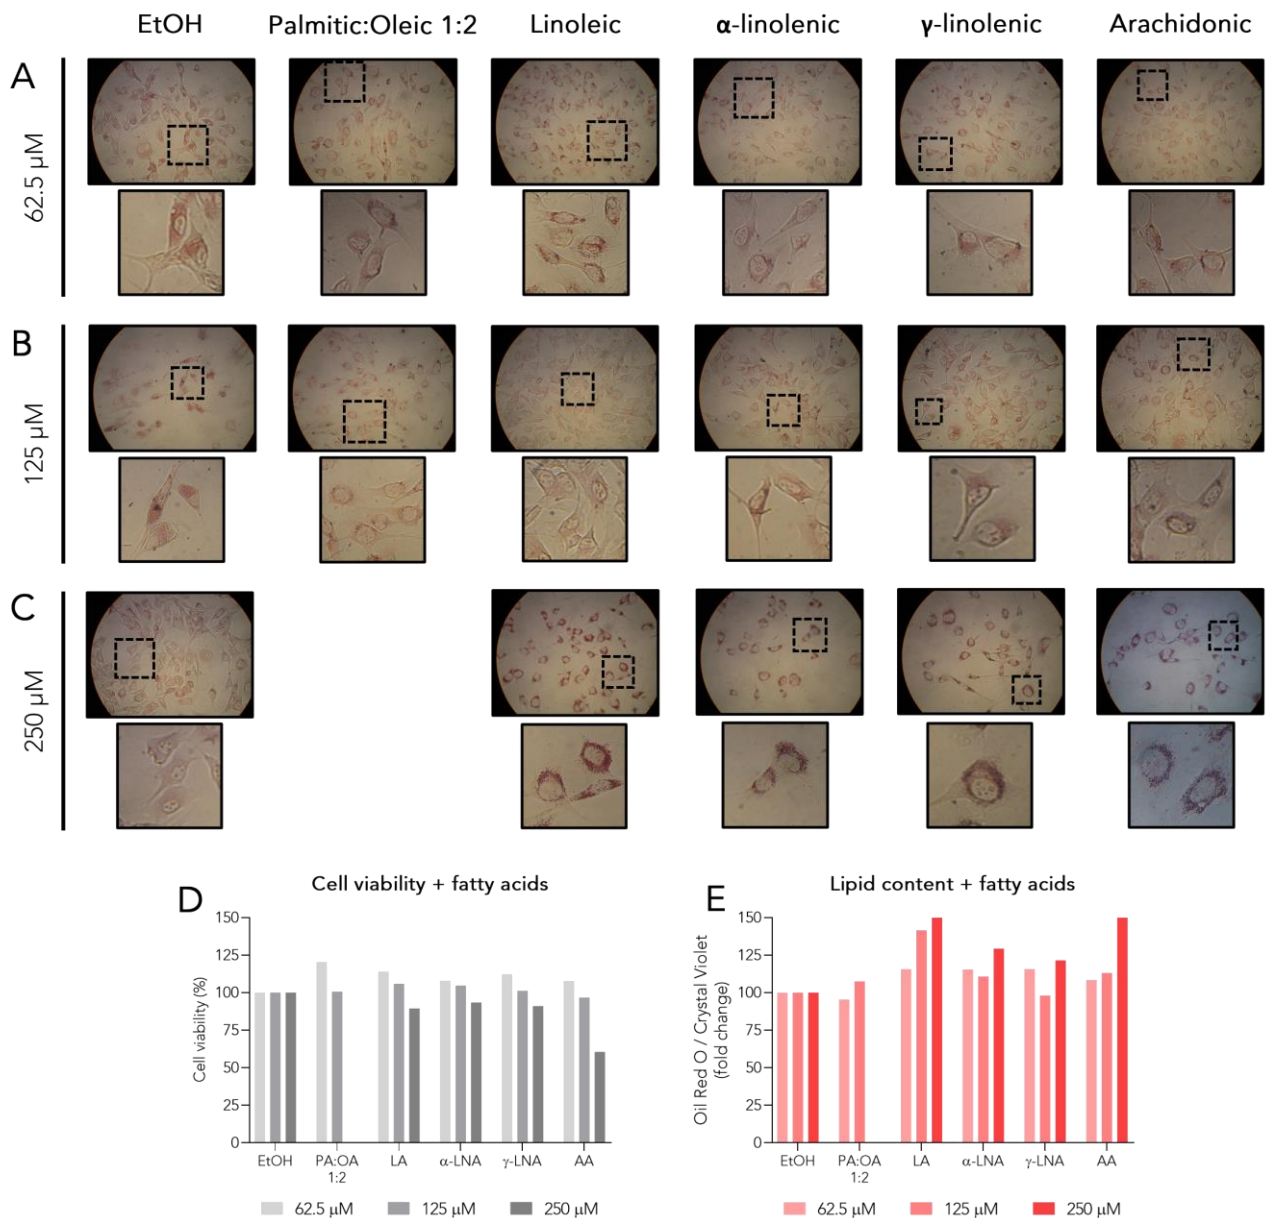 EtOH Palmitic:Oleic 1:2 Linoleic α-linolenic γ-linolenic Arachidonic
A
62.5 µM
B
125 µM
C
250 µM
D
Cell viability + fatty acids
Cell viability (%)
150
125
100
75
50
25
0
EtOH PA:OA LA α-LNA γ-LNA AA
1:2
62.5 µM 125 µM 250 µM
E
Lipid content + fatty acids
Oil Red O / Crystal Violet
(fold change)
150
125
100
75
50
25
0
EtOH PA:OA LA α-LNA γ-LNA AA
1:2
62.5 µM 125 µM 250 µM